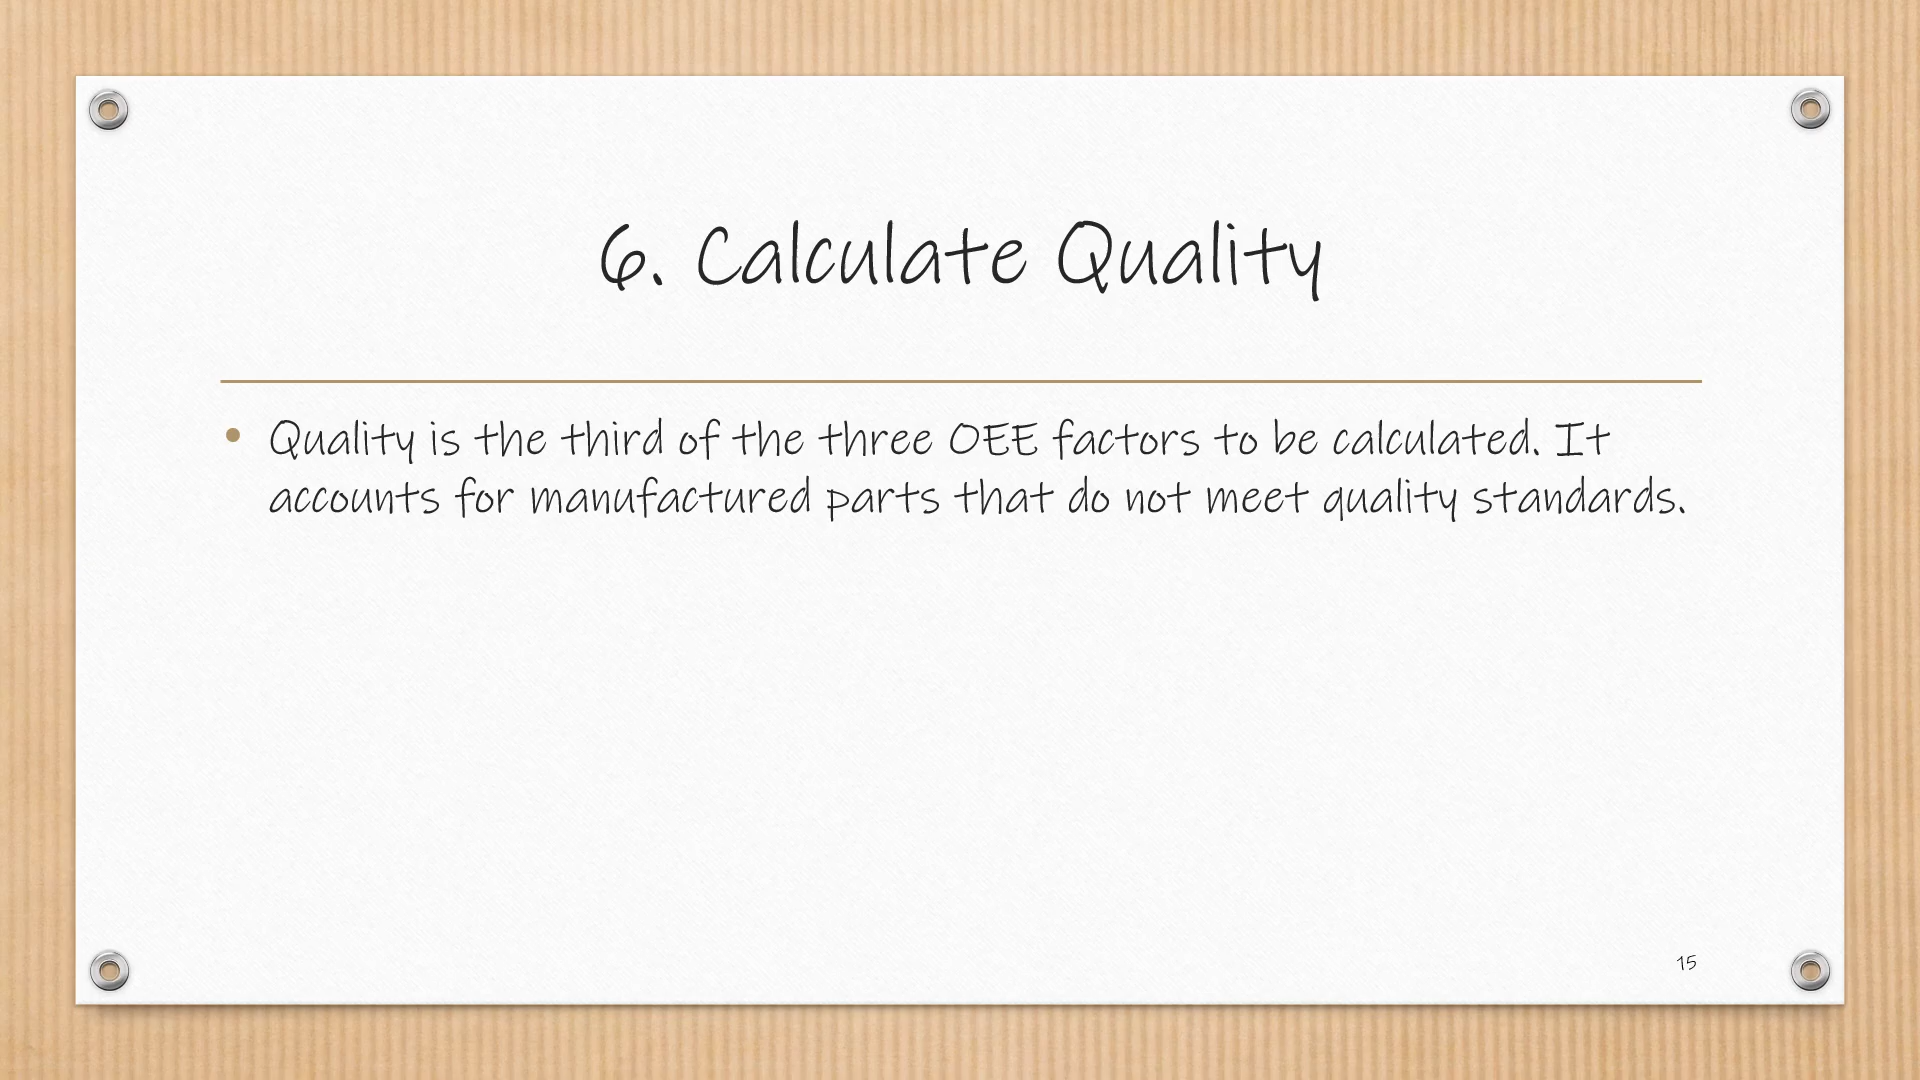 6. Calculate Quality
• Quality is the third of the three OEE factors to be calculated. It
accounts for manufactured parts that do not meet quality standards.
15